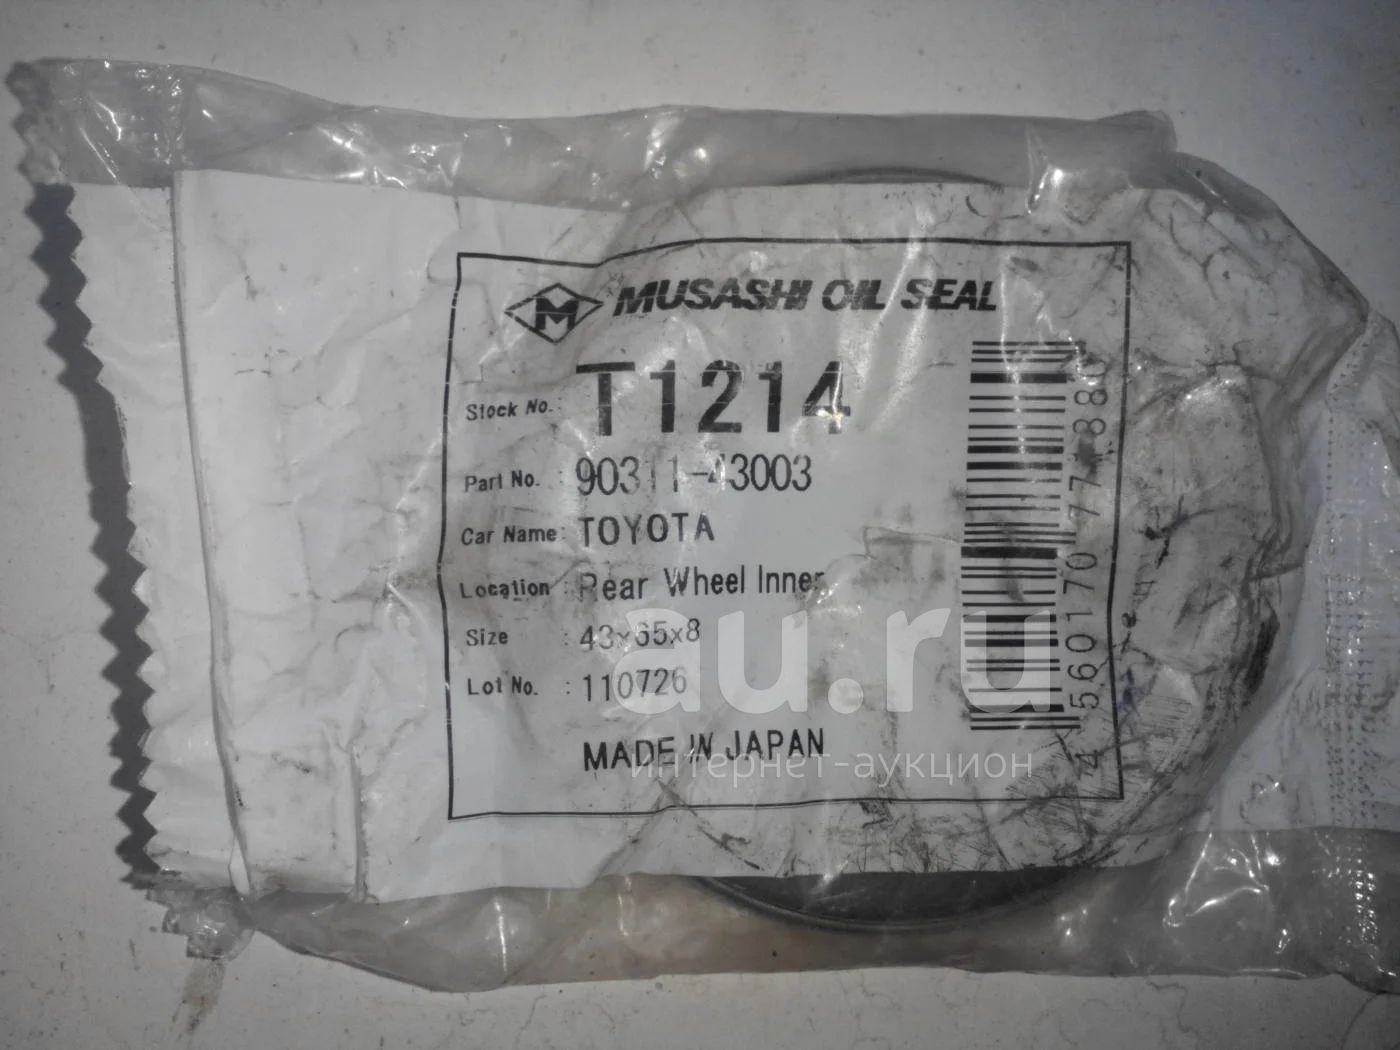 M MUSASHI OIL SEAL
Stock No. : T1214
Part No. : 90311-43003
Car Name : TOYOTA
Location : Rear Wheel Inner
Size : 43x65x8
Lot No. : 110726
MADE IN JAPAN
au.ru
интернет-аукцион